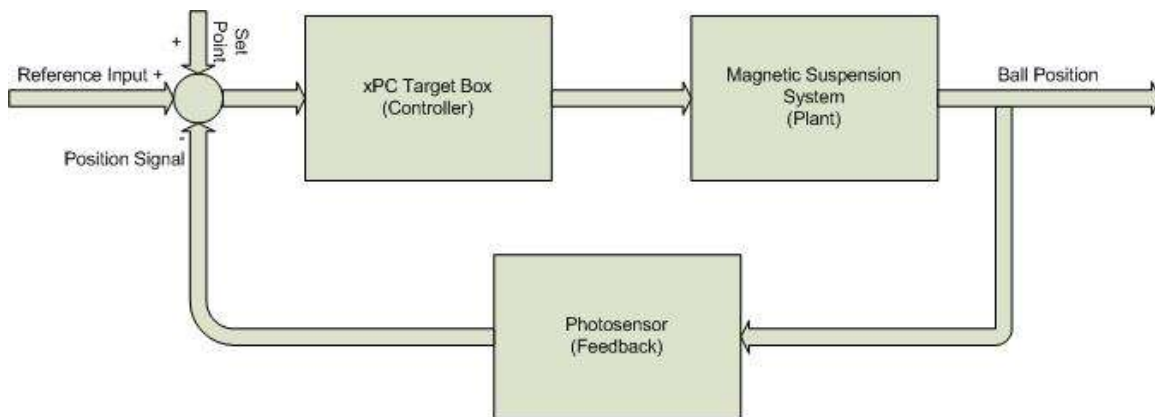 +
Set
Point
Reference Input +
xPC Target Box
(Controller)
Magnetic Suspension
System
(Plant)
Ball Position
-
Position Signal
Photosensor
(Feedback)